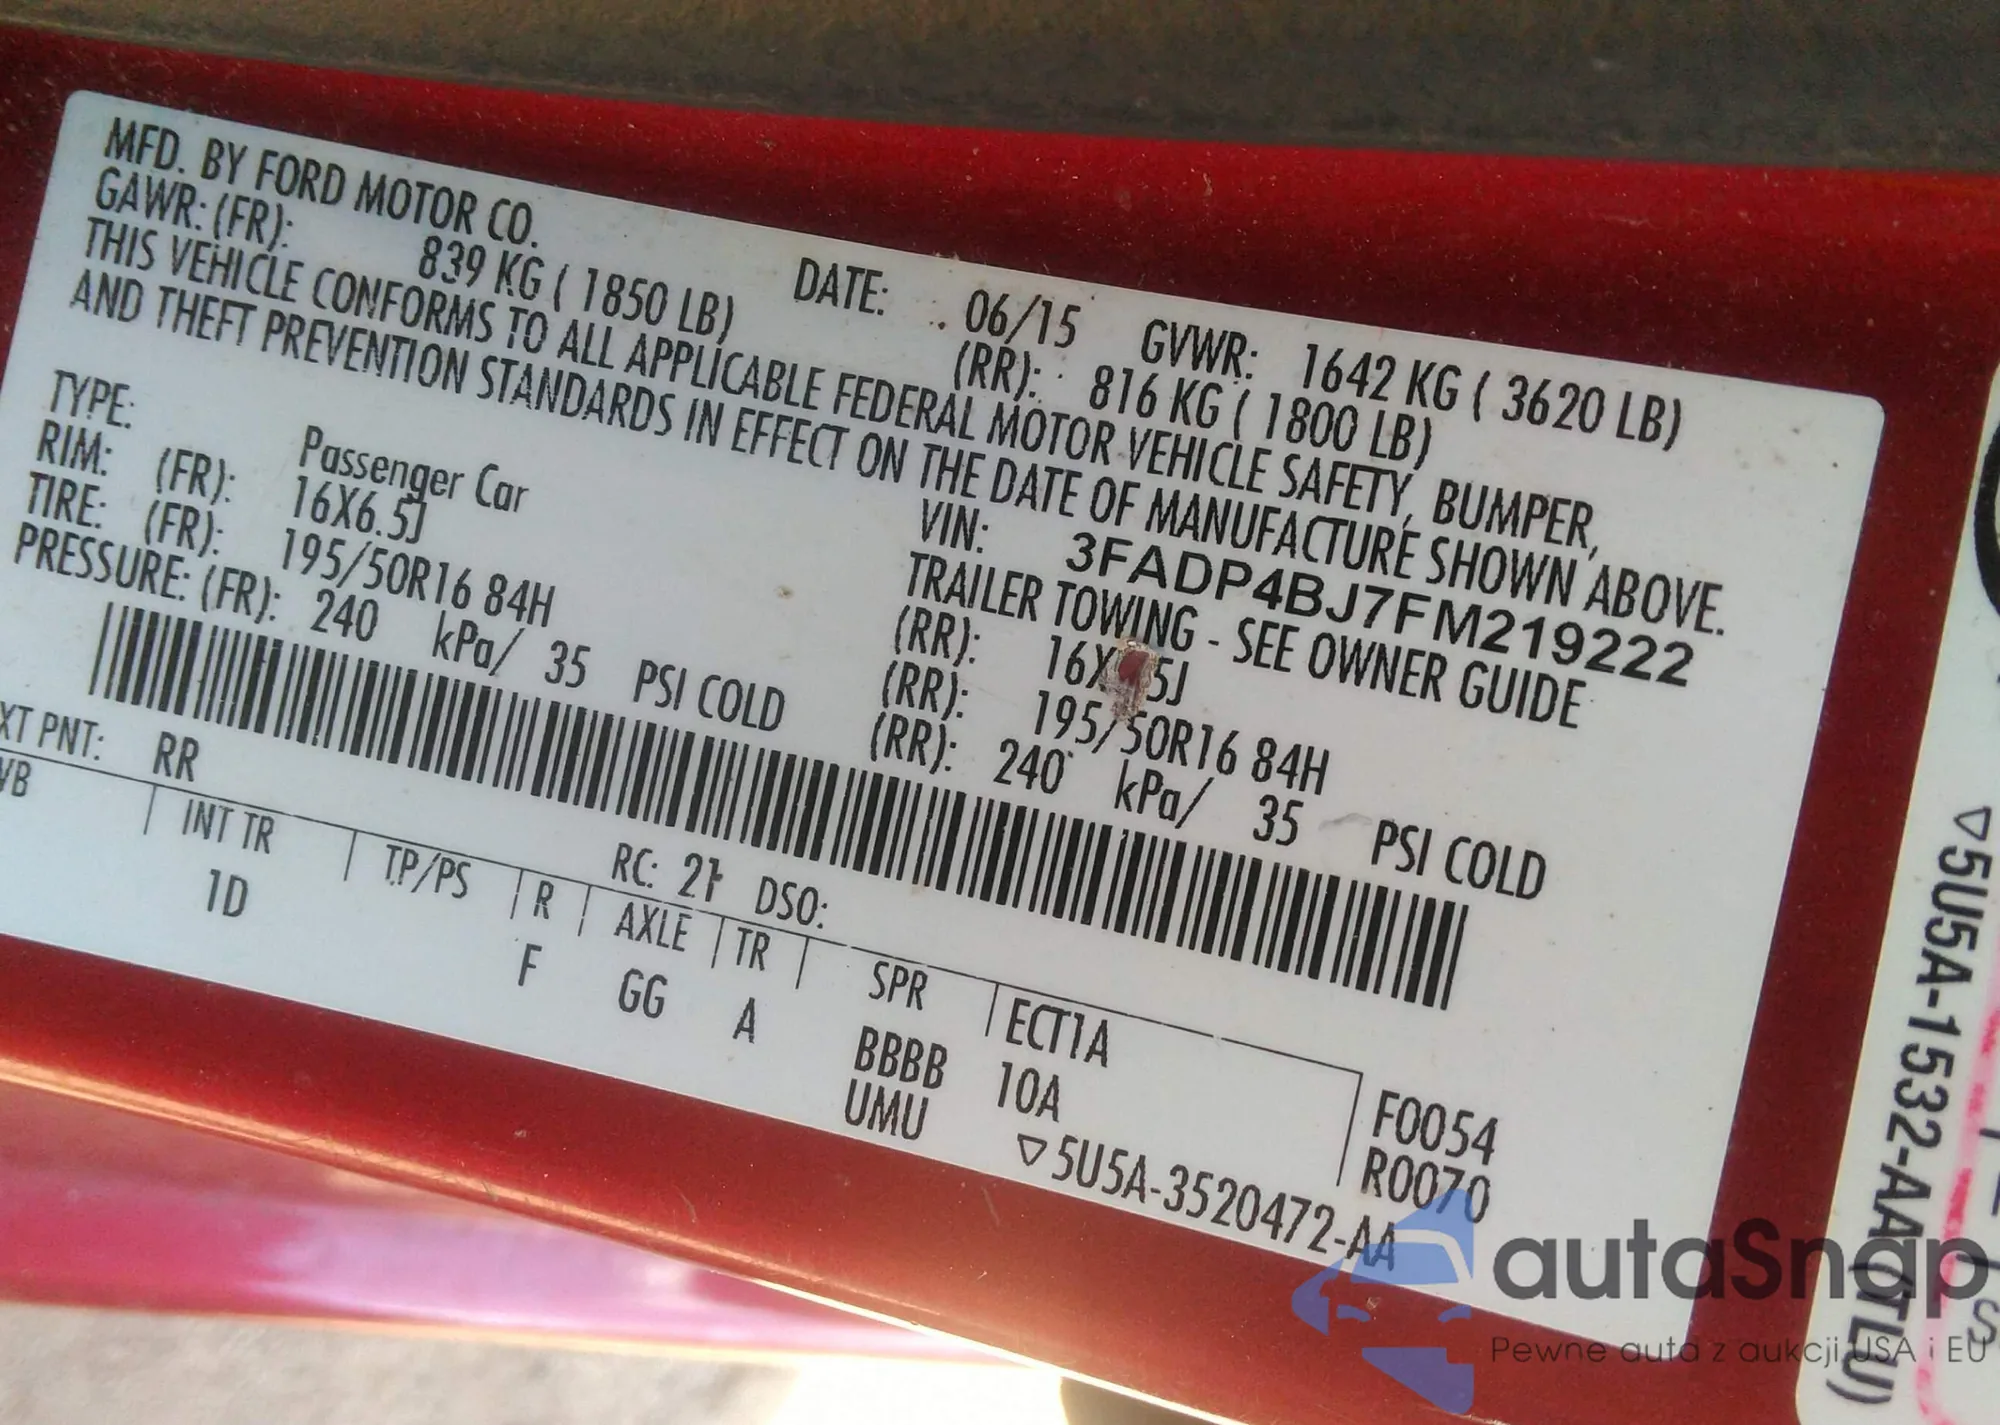 MFD. BY FORD MOTOR CO. DATE: 06/15 GVWR: 1642 KG ( 3620 LB)
GAWR: (FR): 839 KG ( 1850 LB) (RR): 816 KG ( 1800 LB)
THIS VEHICLE CONFORMS TO ALL APPLICABLE FEDERAL MOTOR VEHICLE SAFETY, BUMPER,
AND THEFT PREVENTION STANDARDS IN EFFECT ON THE DATE OF MANUFACTURE SHOWN ABOVE.
VIN: 3FADP4BJ7FM219222
TYPE: Passenger Car TRAILER TOWING - SEE OWNER GUIDE
RIM: (FR): 16X6.5J (RR): 16X 5J
TIRE: (FR): 195/50R16 84H (RR): 195/50R16 84H
PRESSURE: (FR): 240 kPa/ 35 PSI COLD (RR): 240 kPa/ 35 PSI COLD
XT PNT: RR RC: 21 DSO:
WB INT TR TP/PS R AXLE TR SPR ECT1A F0054
1D F GG A BBBB 10A R0070
UMU
▽5U5A-3520472-AA
▽5U5A-1532-AA (TLU)
autaSnap
Pewne auta z aukcji USA i EU